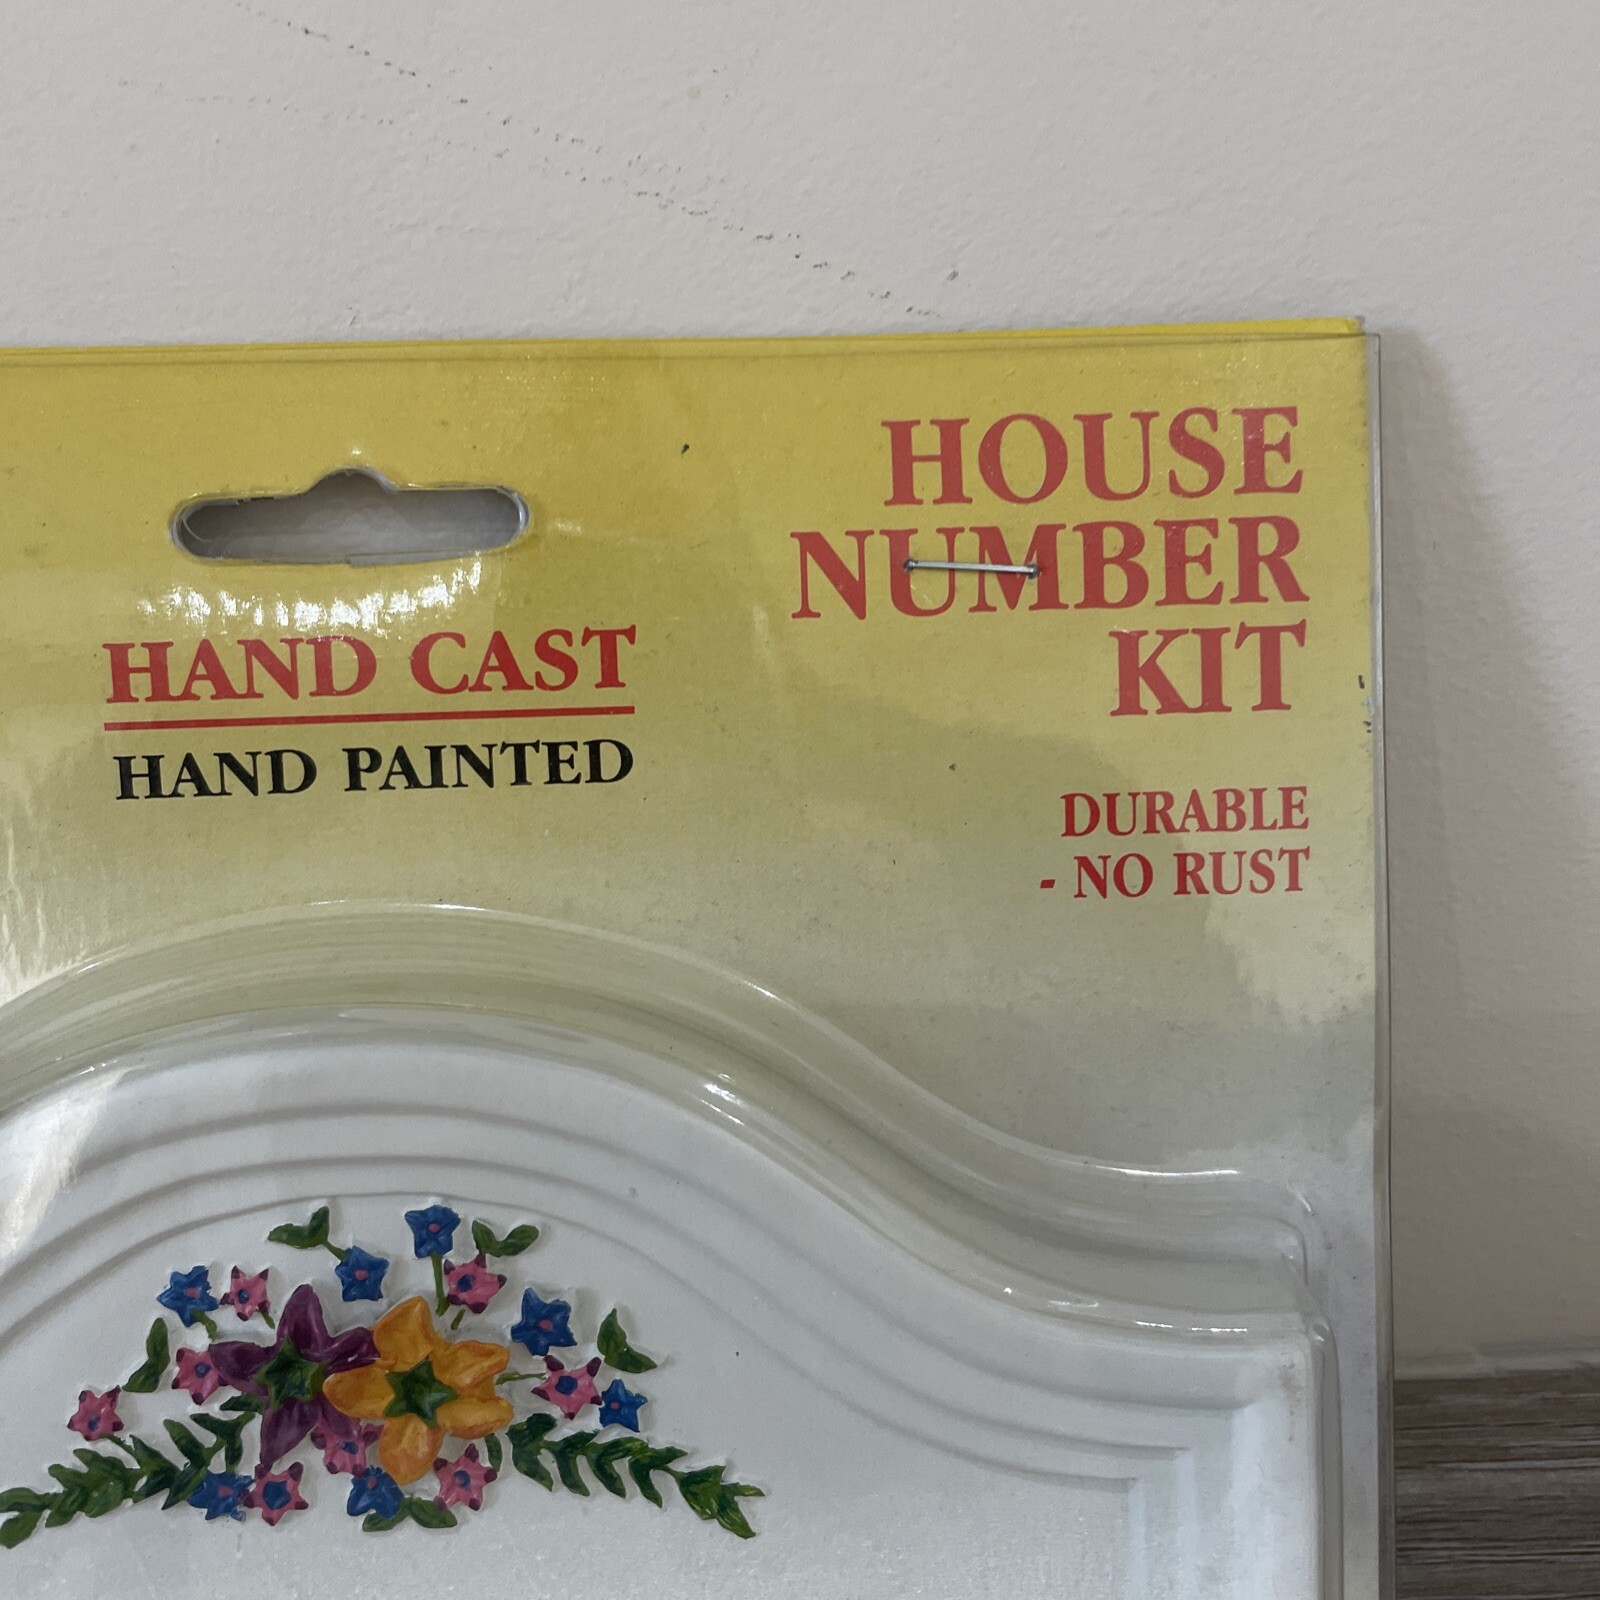 HOUSE
NUMBER
KIT
HAND CAST
HAND PAINTED
DURABLE
- NO RUST